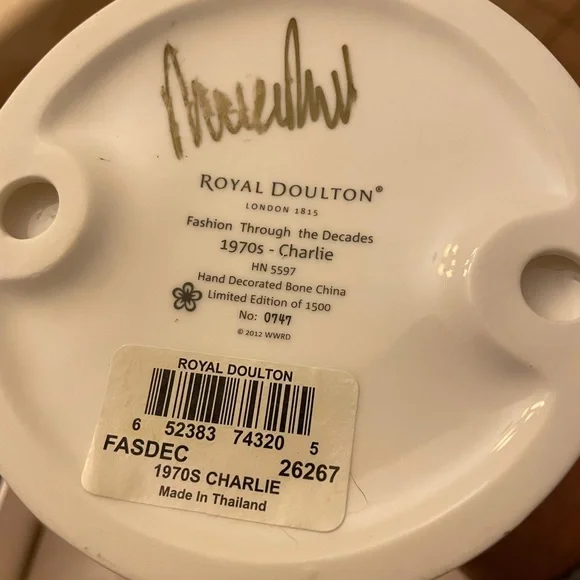 ROYAL DOULTON®
LONDON 1815
Fashion Through the Decades
1970s - Charlie
HN 5597
Hand Decorated Bone China
Limited Edition of 1500
No: 0747
© 2012 WWRD
ROYAL DOULTON
6 52383 74320 5
FASDEC 26267
1970S CHARLIE
Made In Thailand